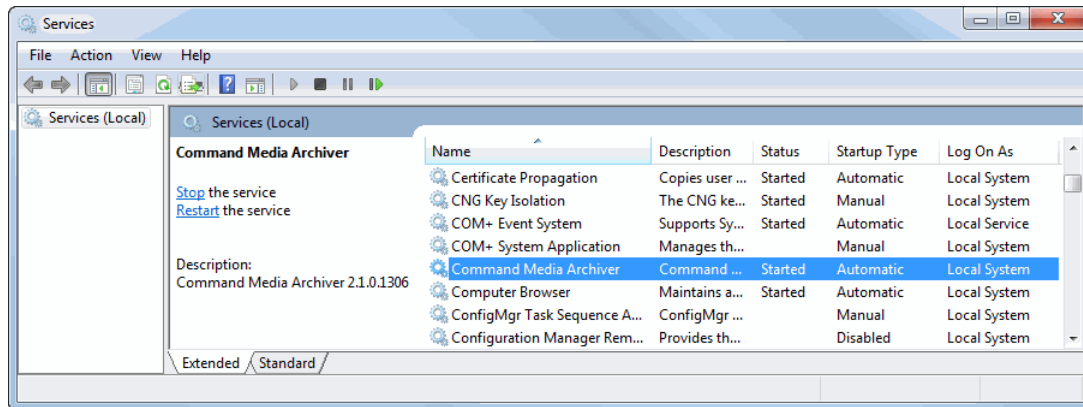 Services
File Action View Help
Services (Local)
Services (Local)
Command Media Archiver
Stop the service
Restart the service
Description:
Command Media Archiver 2.1.0.1306
Name Description Status Startup Type Log On As
Certificate Propagation Copies user ... Started Automatic Local System
CNG Key Isolation The CNG ke... Started Manual Local System
COM+ Event System Supports Sy... Started Automatic Local Service
COM+ System Application Manages th... Manual Local System
Command Media Archiver Command ... Started Automatic Local System
Computer Browser Maintains a... Started Automatic Local System
ConfigMgr Task Sequence A... ConfigMgr ... Manual Local System
Configuration Manager Rem... Provides th... Disabled Local System
Extended Standard